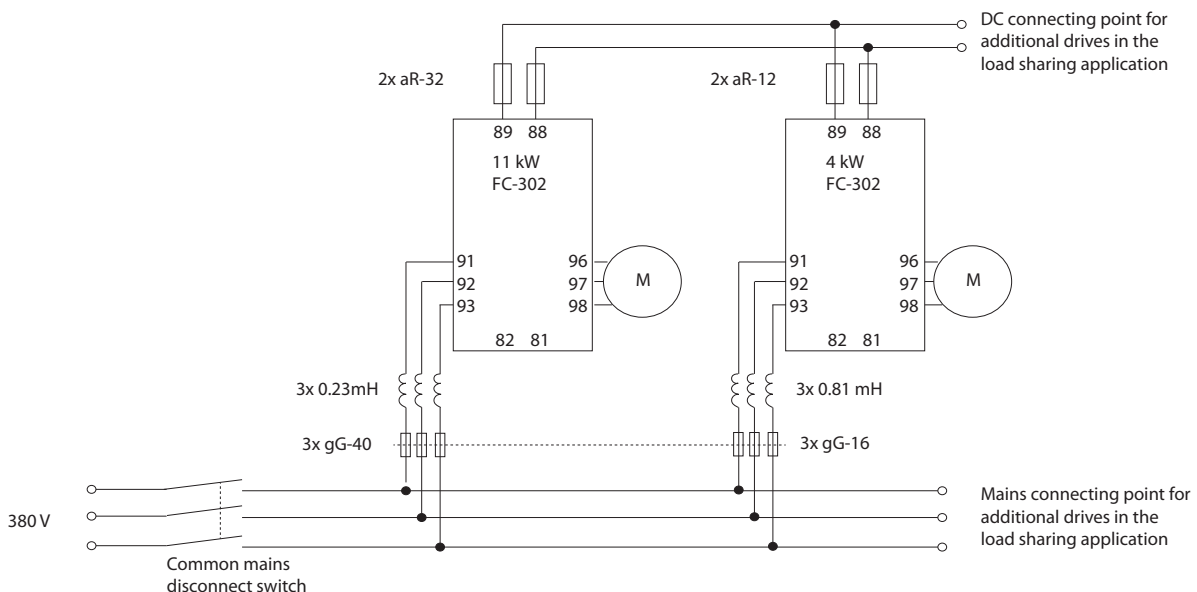 DC connecting point for
additional drives in the
load sharing application
2x aR-32
2x aR-12
89 88
89 88
11 kW
FC-302
4 kW
FC-302
91
92
93
96
97
98
M
91
92
93
96
97
98
M
82 81
82 81
3x 0.23mH
3x 0.81 mH
3x gG-40
3x gG-16
380 V
Mains connecting point for
additional drives in the
load sharing application
Common mains
disconnect switch